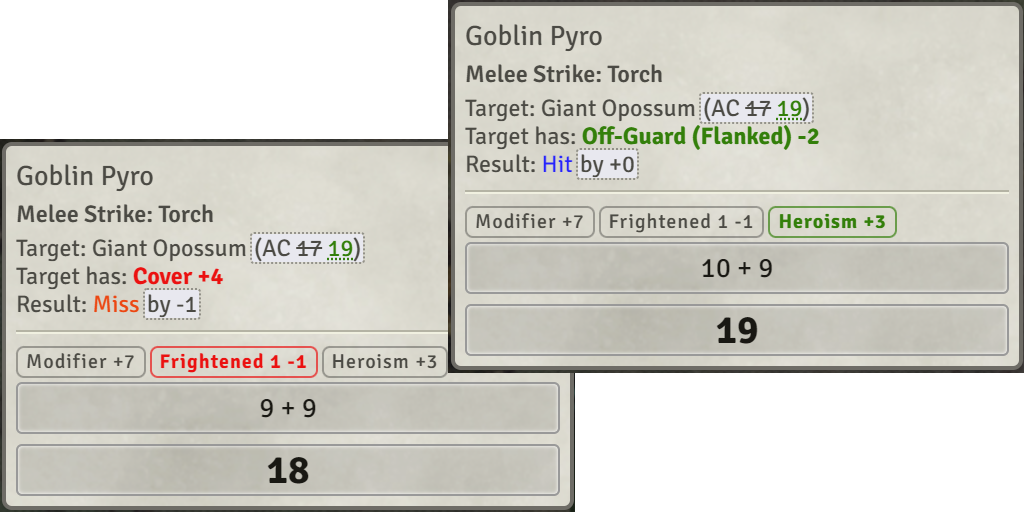 Goblin Pyro
Melee Strike: Torch
Target: Giant Opossum (AC 17 19)
Target has: Cover +4
Result: Miss by -1
Modifier +7 Frightened 1 -1 Heroism +3
9 + 9
18
Goblin Pyro
Melee Strike: Torch
Target: Giant Opossum (AC 17 19)
Target has: Off-Guard (Flanked) -2
Result: Hit by +0
Modifier +7 Frightened 1 -1 Heroism +3
10 + 9
19